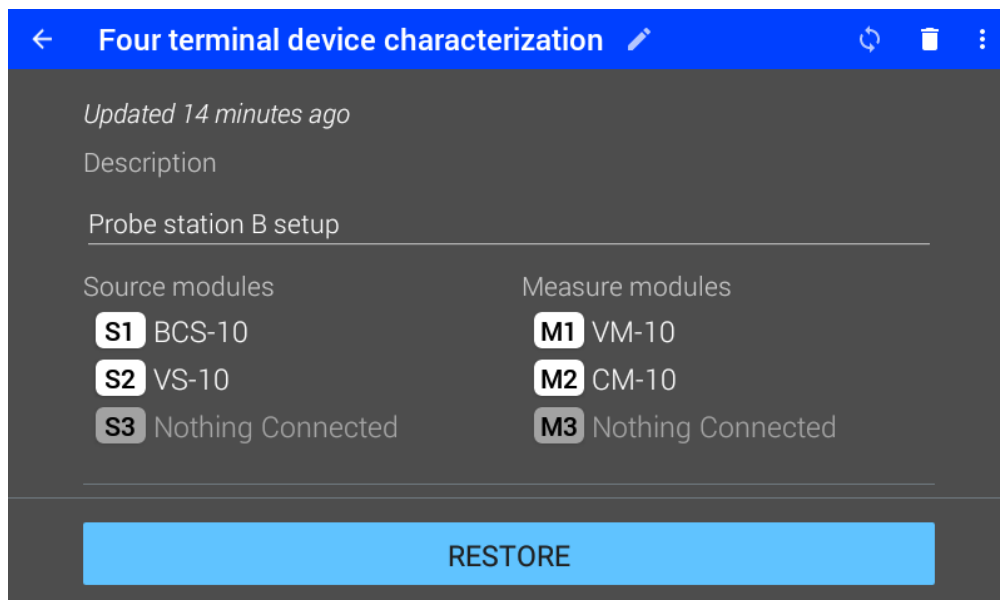 Four terminal device characterization
Updated 14 minutes ago
Description
Probe station B setup
Source modules
S1 BCS-10
S2 VS-10
S3 Nothing Connected
Measure modules
M1 VM-10
M2 CM-10
M3 Nothing Connected
RESTORE